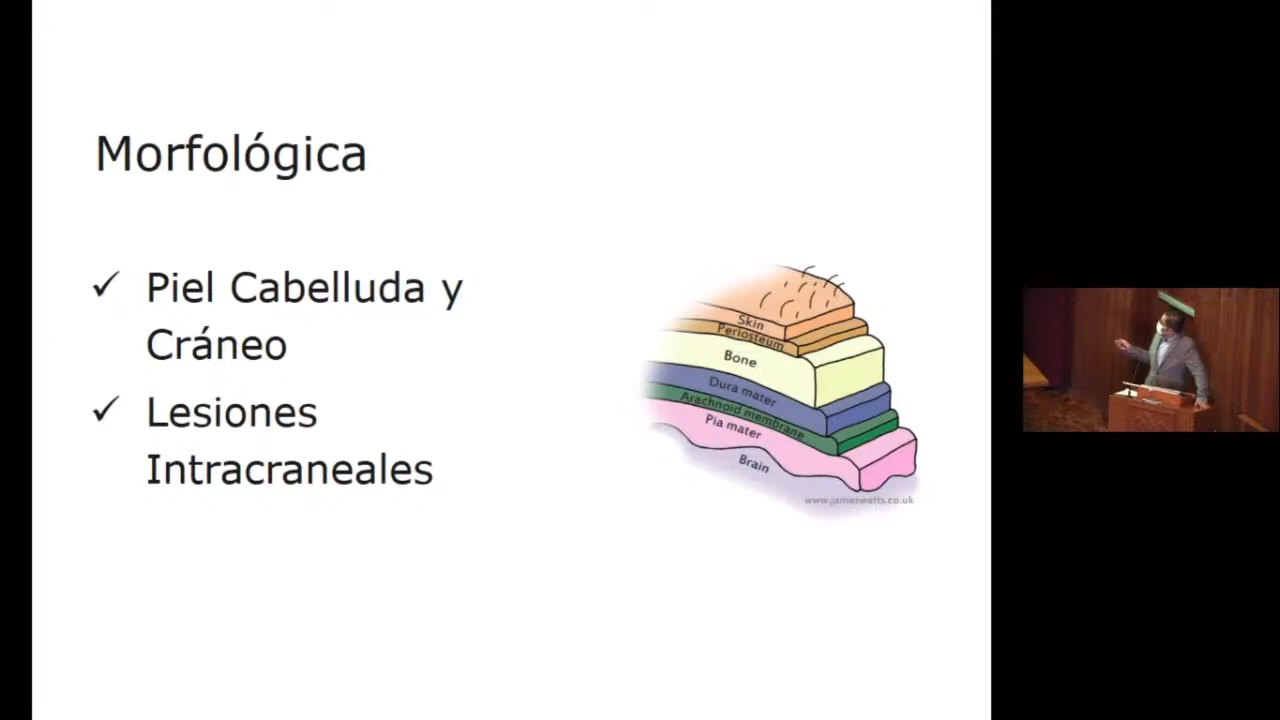 Morfológica
✓ Piel Cabelluda y
Cráneo
✓ Lesiones
Intracraneales
Skin
Periosteum
Bone
Dura mater
Arachnoid membrane
Pia mater
Brain
www.jameswatts.co.uk